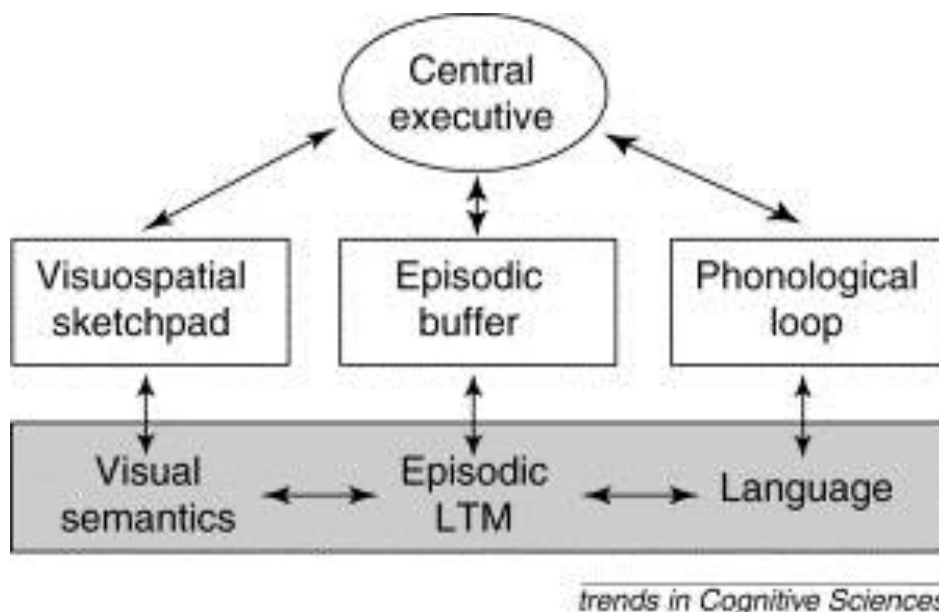 Central
executive
Visuospatial
sketchpad
Episodic
buffer
Phonological
loop
Visual
semantics
Episodic
LTM
Language
trends in Cognitive Sciences